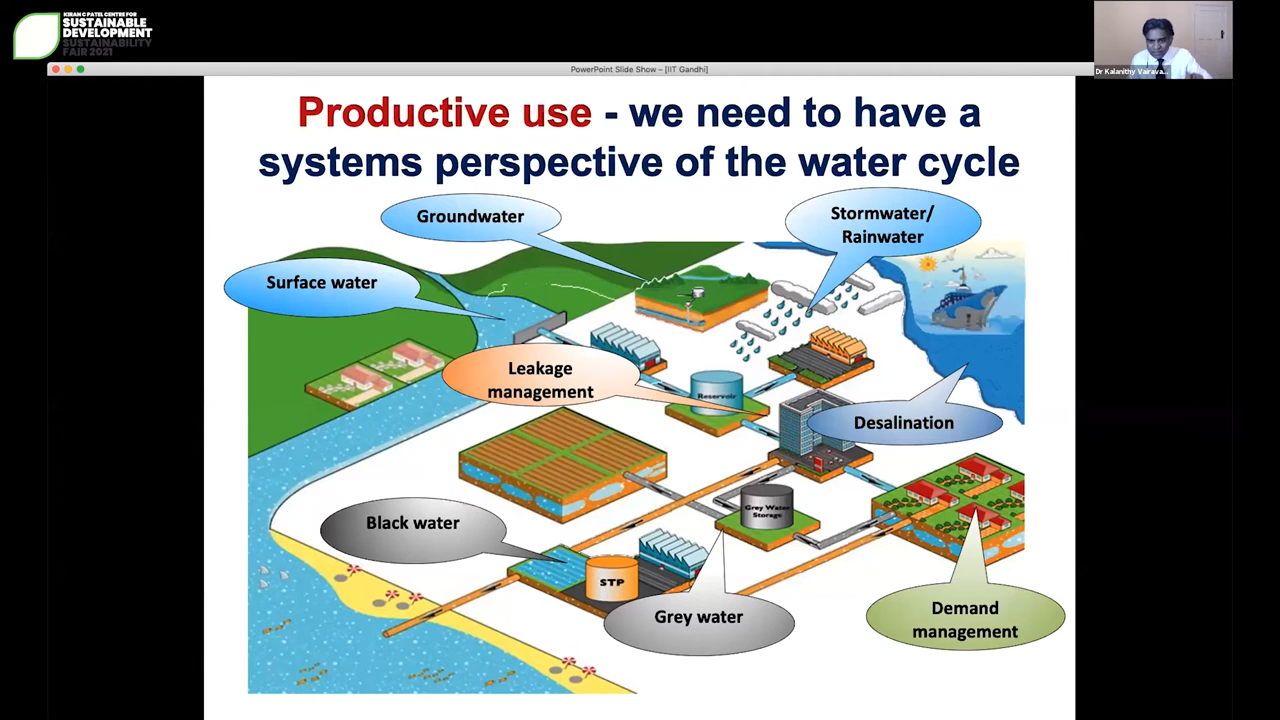 KIRAN C PATEL CENTRE FOR
SUSTAINABLE
DEVELOPMENT
SUSTAINABILITY
FAIR 2021
Dr Kalanithy Vairava...
PowerPoint Slide Show – [IIT Gandhi]
Productive use - we need to have a
systems perspective of the water cycle
Groundwater
Stormwater/
Rainwater
Surface water
Leakage
management
Reservoir
Desalination
Black water
Grey Water
Storage
STP
Grey water
Demand
management